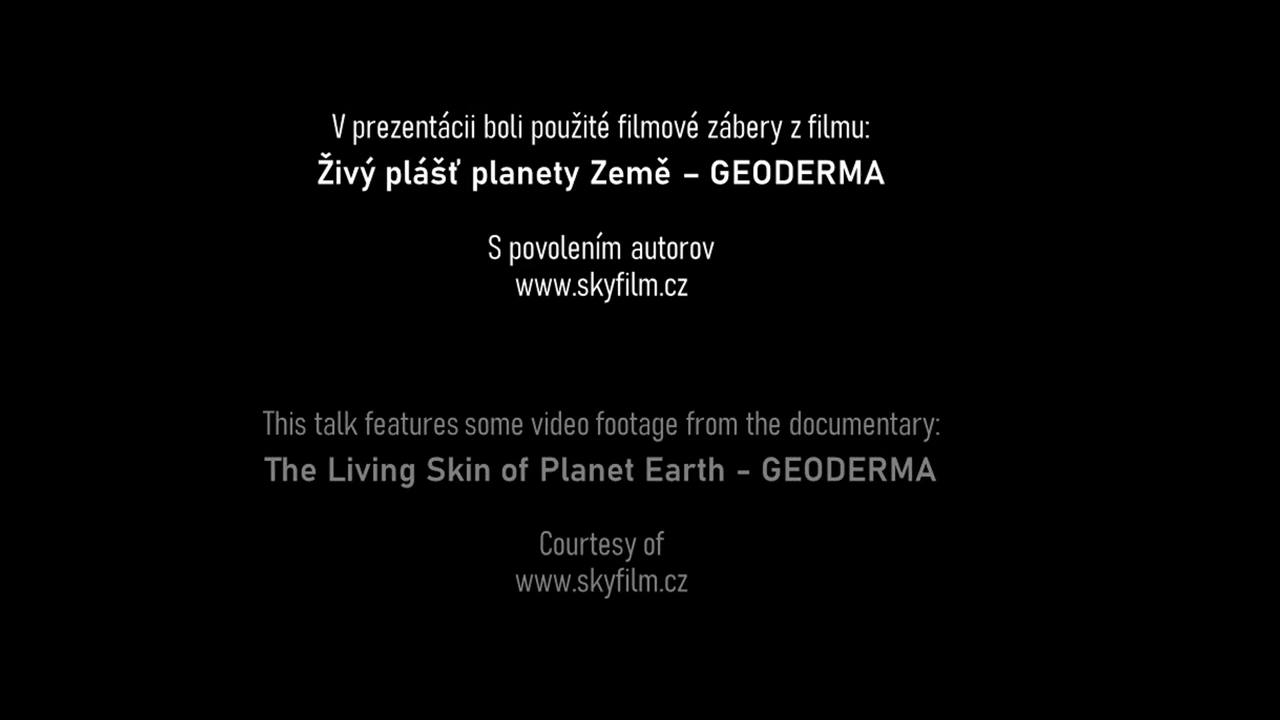 V prezentácii boli použité filmové zábery z filmu:
Živý plášť planety Země – GEODERMA
S povolením autorov
www.skyfilm.cz
This talk features some video footage from the documentary:
The Living Skin of Planet Earth - GEODERMA
Courtesy of
www.skyfilm.cz